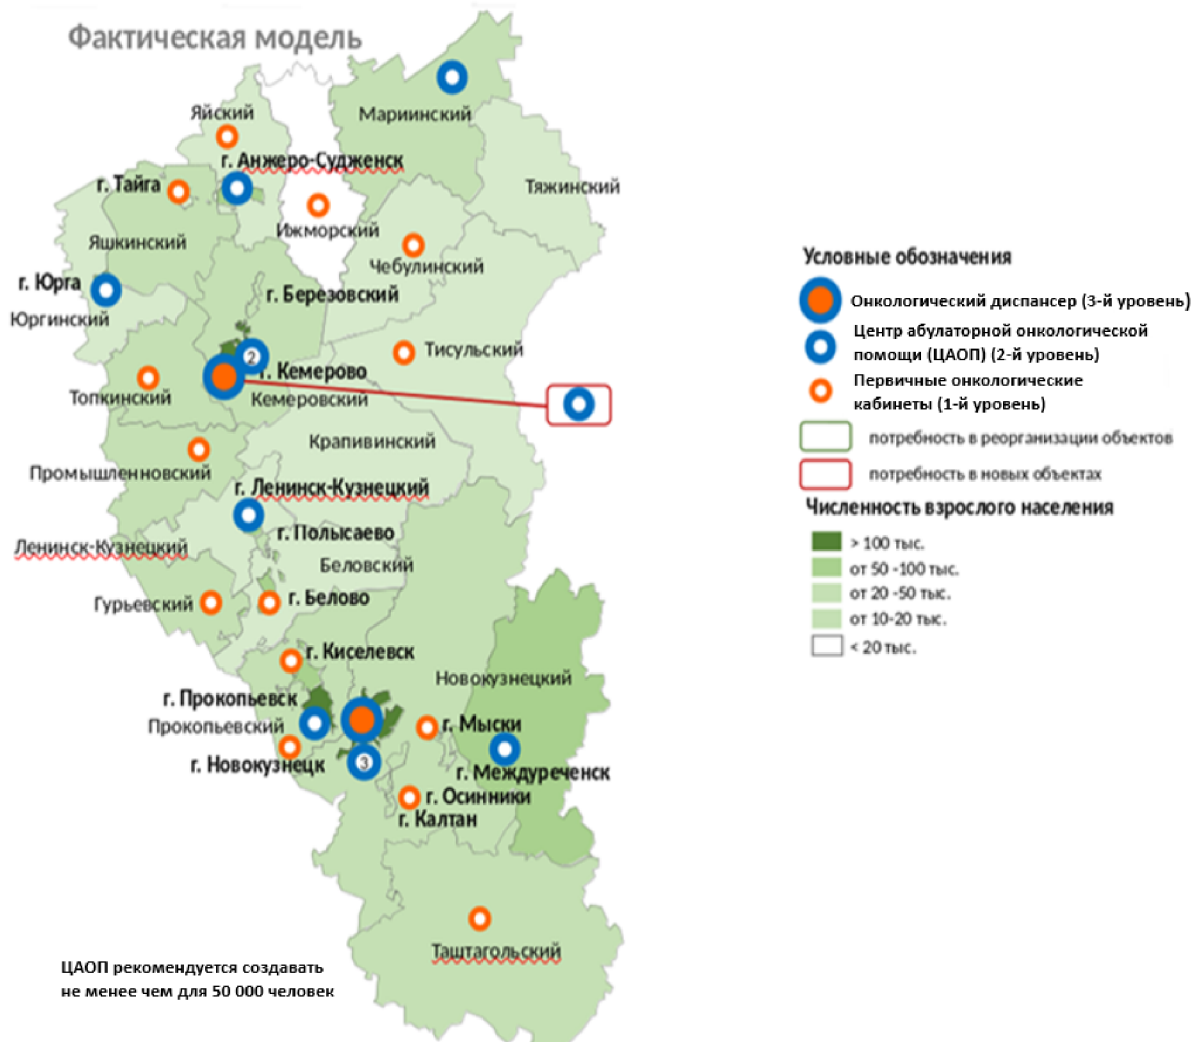 Фактическая модель
Яйский
Мариинский
г. Анжеро-Судженск
г. Тайга
Тяжинский
Ижморский
Яшкинский
Чебулинский
г. Юрга
г. Березовский
Юргинский
Тисульский
2
г. Кемерово
Топкинский
Кемеровский
Крапивинский
Промышленновский
г. Ленинск-Кузнецкий
г. Полысаево
Ленинск-Кузнецкий
Беловский
Гурьевский
г. Белово
г. Киселевск
Новокузнецкий
г. Прокопьевск
Прокопьевский
г. Мыски
г. Новокузнецк
3
г. Междуреченск
г. Осинники
г. Калтан
Таштагольский
ЦАОП рекомендуется создавать
не менее чем для 50 000 человек
Условные обозначения
Онкологический диспансер (3-й уровень)
Центр абулаторной онкологической
помощи (ЦАОП) (2-й уровень)
Первичные онкологические
кабинеты (1-й уровень)
потребность в реорганизации объектов
потребность в новых объектах
Численность взрослого населения
> 100 тыс.
от 50 -100 тыс.
от 20 -50 тыс.
от 10-20 тыс.
< 20 тыс.